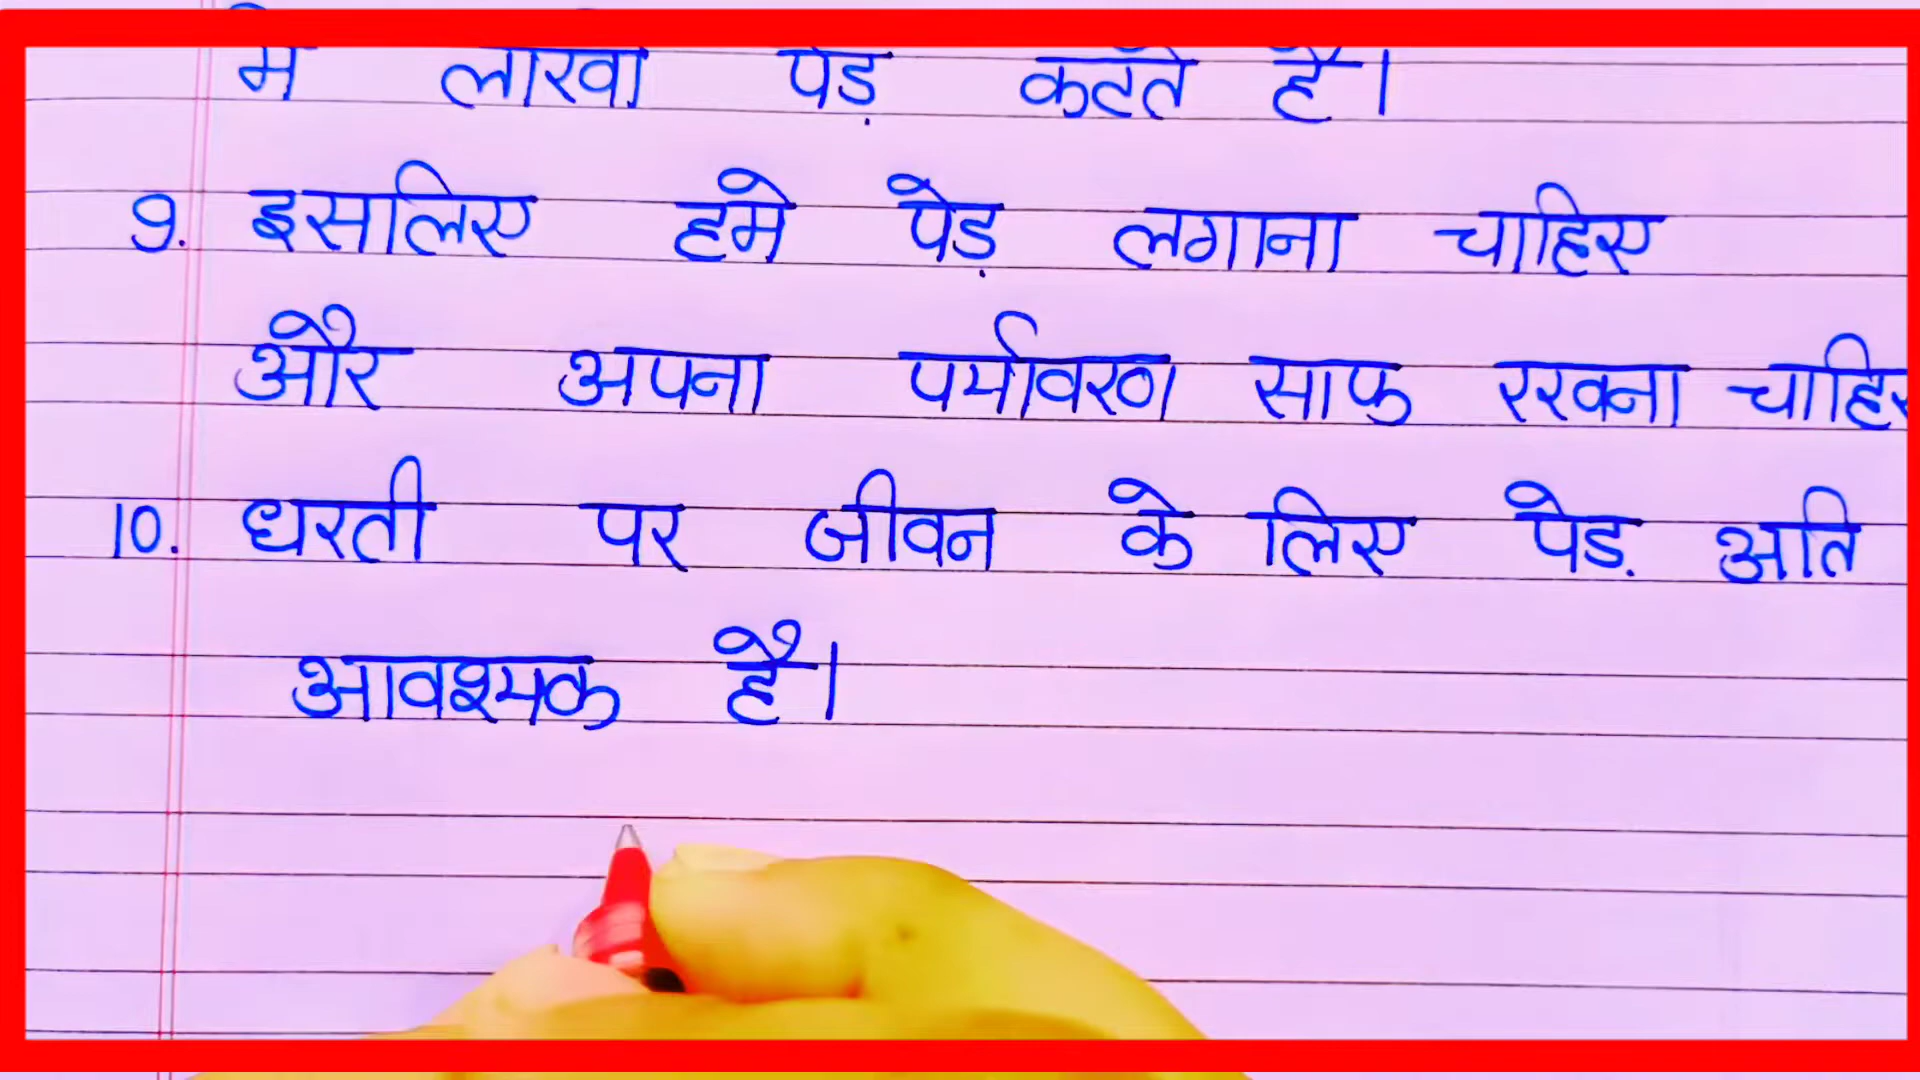 मे लाखों पेड़ कटते हैं।
9. इसलिए हमे पेड़ लगाना चाहिए
और अपना पर्यावरण साफ रखना चाहिए
10. धरती पर जीवन के लिए पेड़ अति
आवश्यक है।